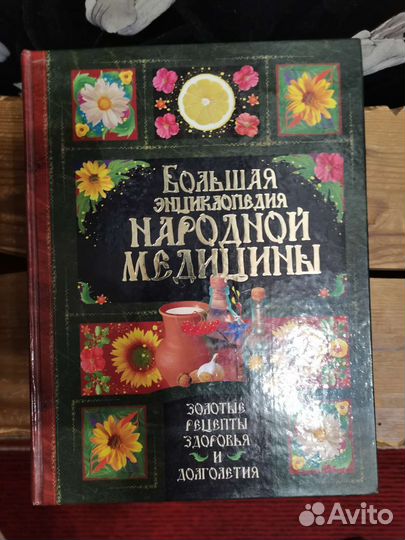 БОЛЬШАЯ
ЭНЦИКЛОПЕДИЯ
НАРОДНОЙ
МЕДИЦИНЫ
ЗОЛОТЫЕ
РЕЦЕПТЫ
ЗДОРОВЬЯ
И
ДОЛГОЛЕТИЯ
Avito